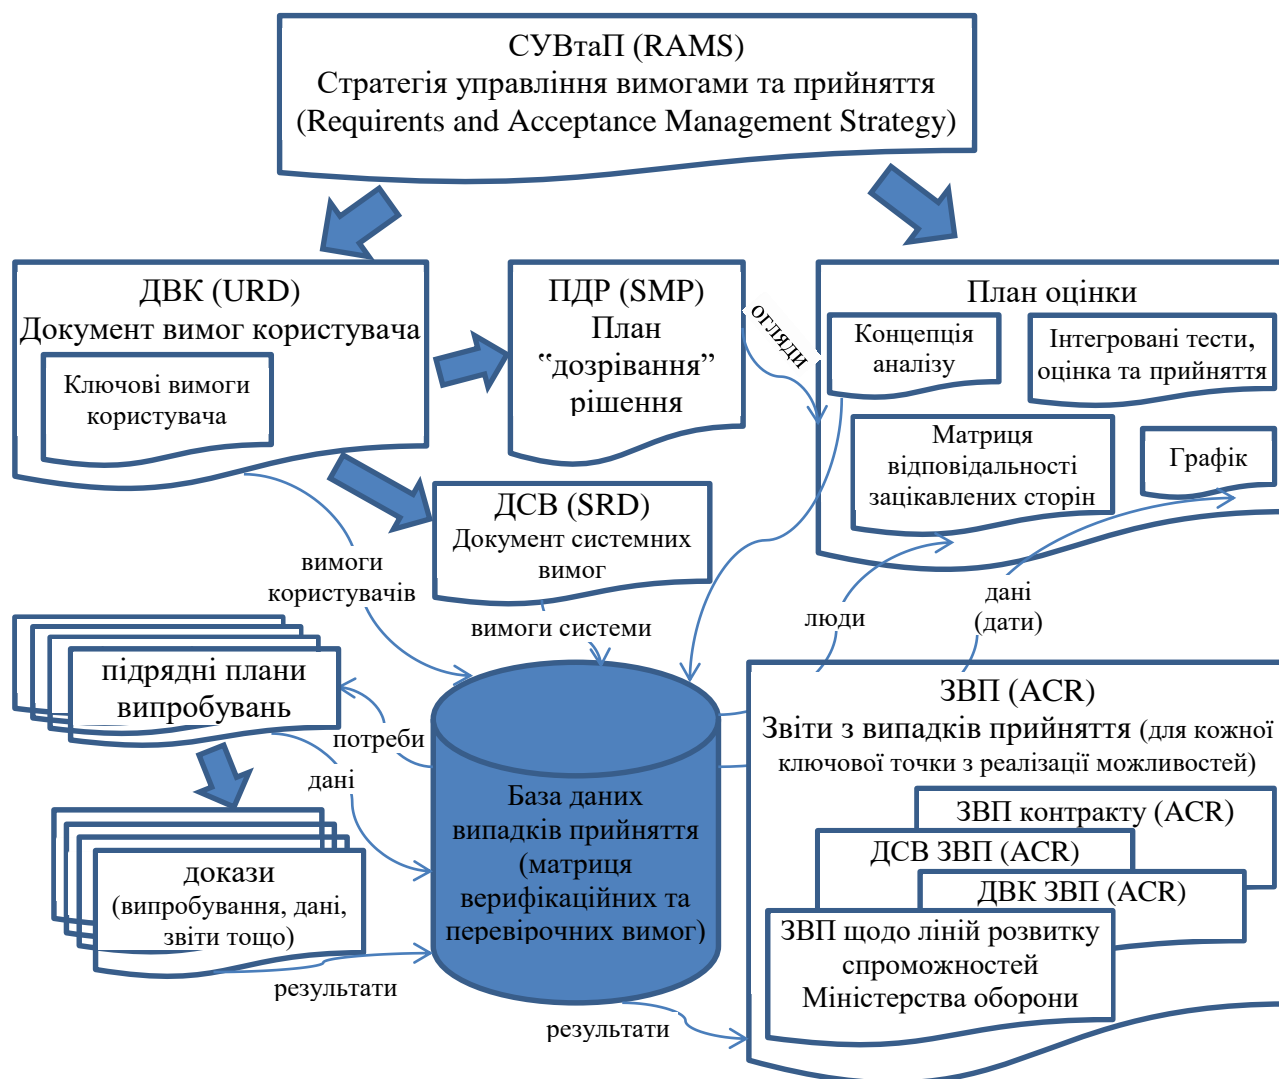 СУВтаП (RAMS)
Стратегія управління вимогами та прийняття
(Requirents and Acceptance Management Strategy)
ДВК (URD)
Документ вимог користувача
Ключові вимоги
користувача
ПДР (SMP)
План
“дозрівання”
рішення
огляди
План оцінки
Концепція
аналізу
Інтегровані тести,
оцінка та прийняття
Матриця
відповідальності
зацікавлених сторін
Графік
ДСВ (SRD)
Документ системних
вимог
вимоги
користувачів
вимоги системи
люди
дані
(дати)
підрядні плани
випробувань
потреби
дані
База даних
випадків прийняття
(матриця
верифікаційних та
перевірочних вимог)
докази
(випробування, дані,
звіти тощо)
результати
результати
ЗВП (ACR)
Звіти з випадків прийняття (для кожної
ключової точки з реалізації можливостей)
ЗВП контракту (ACR)
ДСВ ЗВП (ACR)
ДВК ЗВП (ACR)
ЗВП щодо ліній розвитку
спроможностей
Міністерства оборони